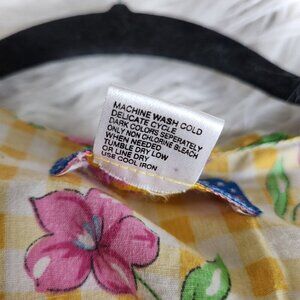 MACHINE WASH COLD
DELICATE CYCLE
DARK COLORS SEPERATELY
ONLY NON CHLORINE BLEACH
WHEN NEEDED
TUMBLE DRY LOW
OR LINE DRY
USE COOL IRON